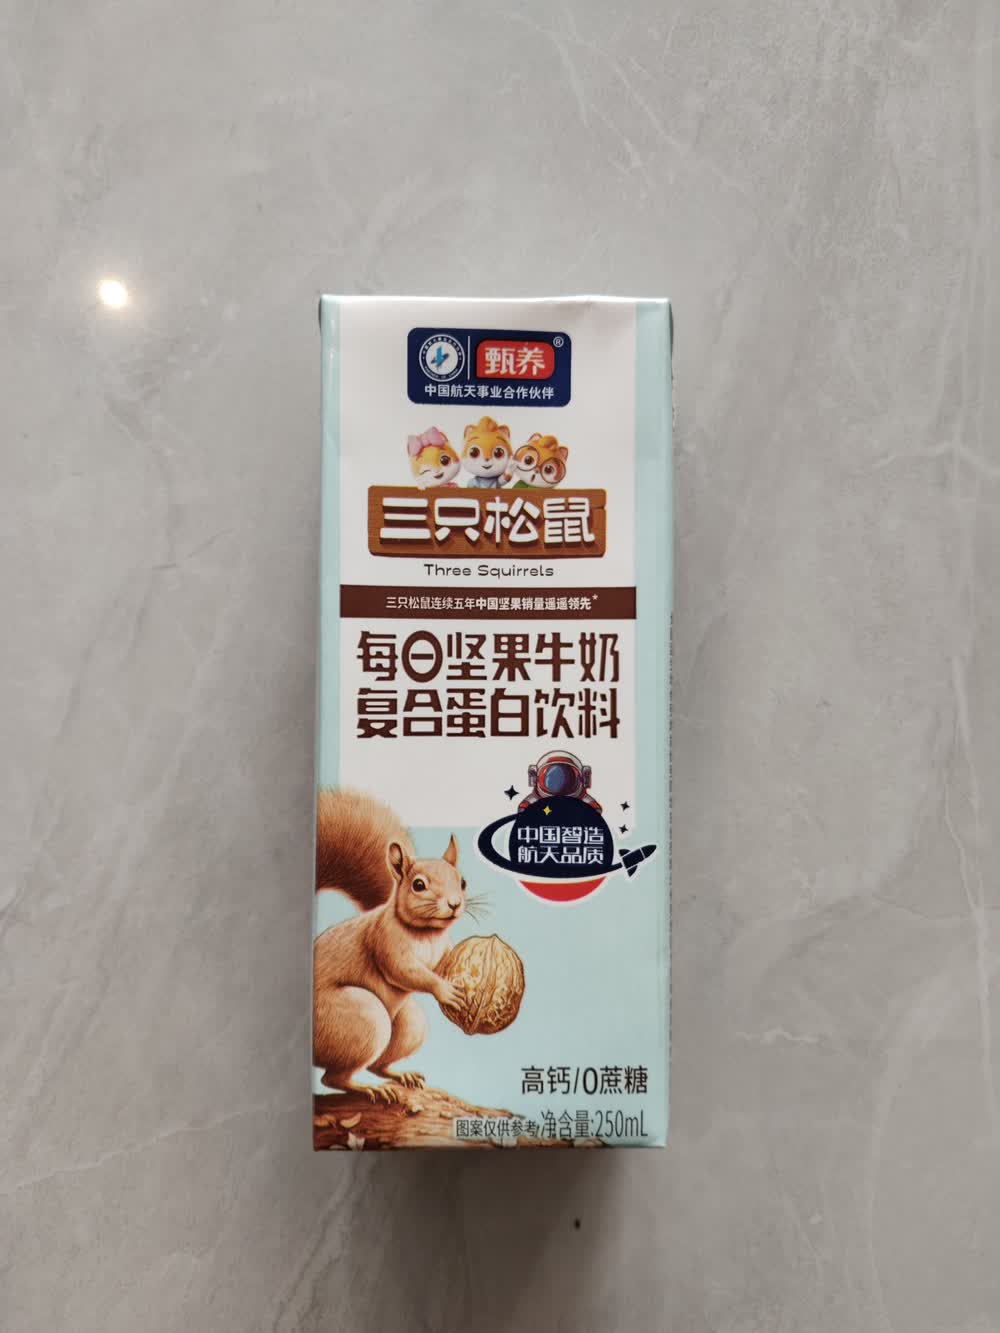 甄养®
中国航天事业合作伙伴
三只松鼠
Three Squirrels
三只松鼠连续五年中国坚果销量遥遥领先*
每日坚果牛奶
复合蛋白饮料
中国智造
航天品质
高钙/0蔗糖
图案仅供参考 净含量:250mL